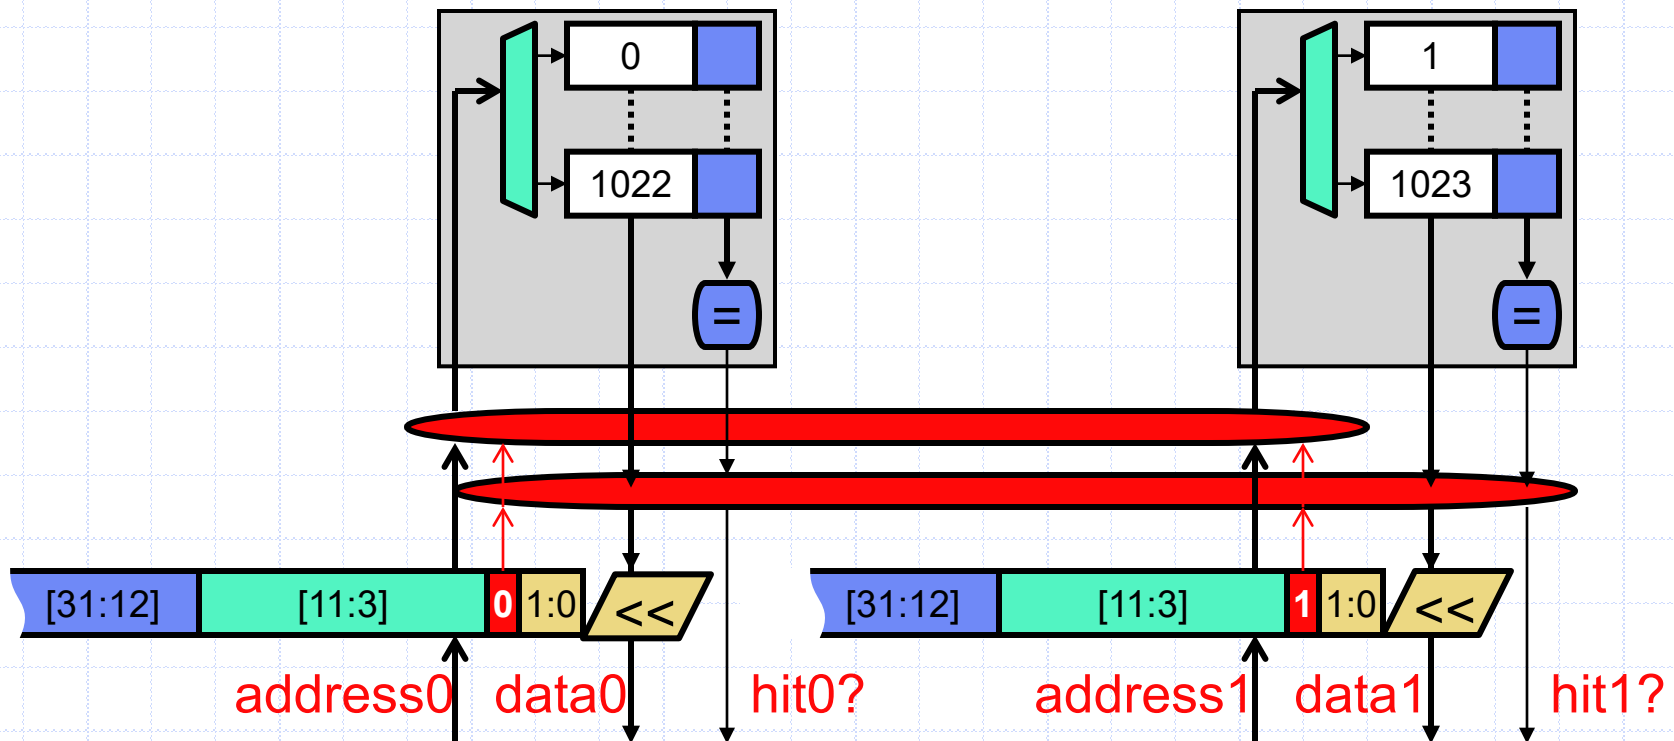 0 1
1022 1023
= =
[31:12] [11:3] 0 1:0 << [31:12] [11:3] 1 1:0 <<
address0 data0 hit0? address1 data1 hit1?